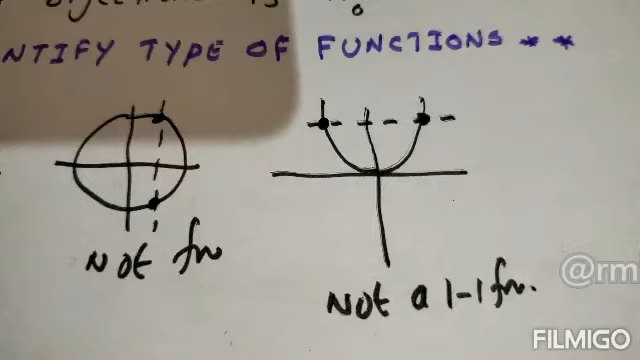 NTIFY TYPE OF FUNCTIONS * *
Not fn
Not a 1-1 fn.
@rm
FILMIGO